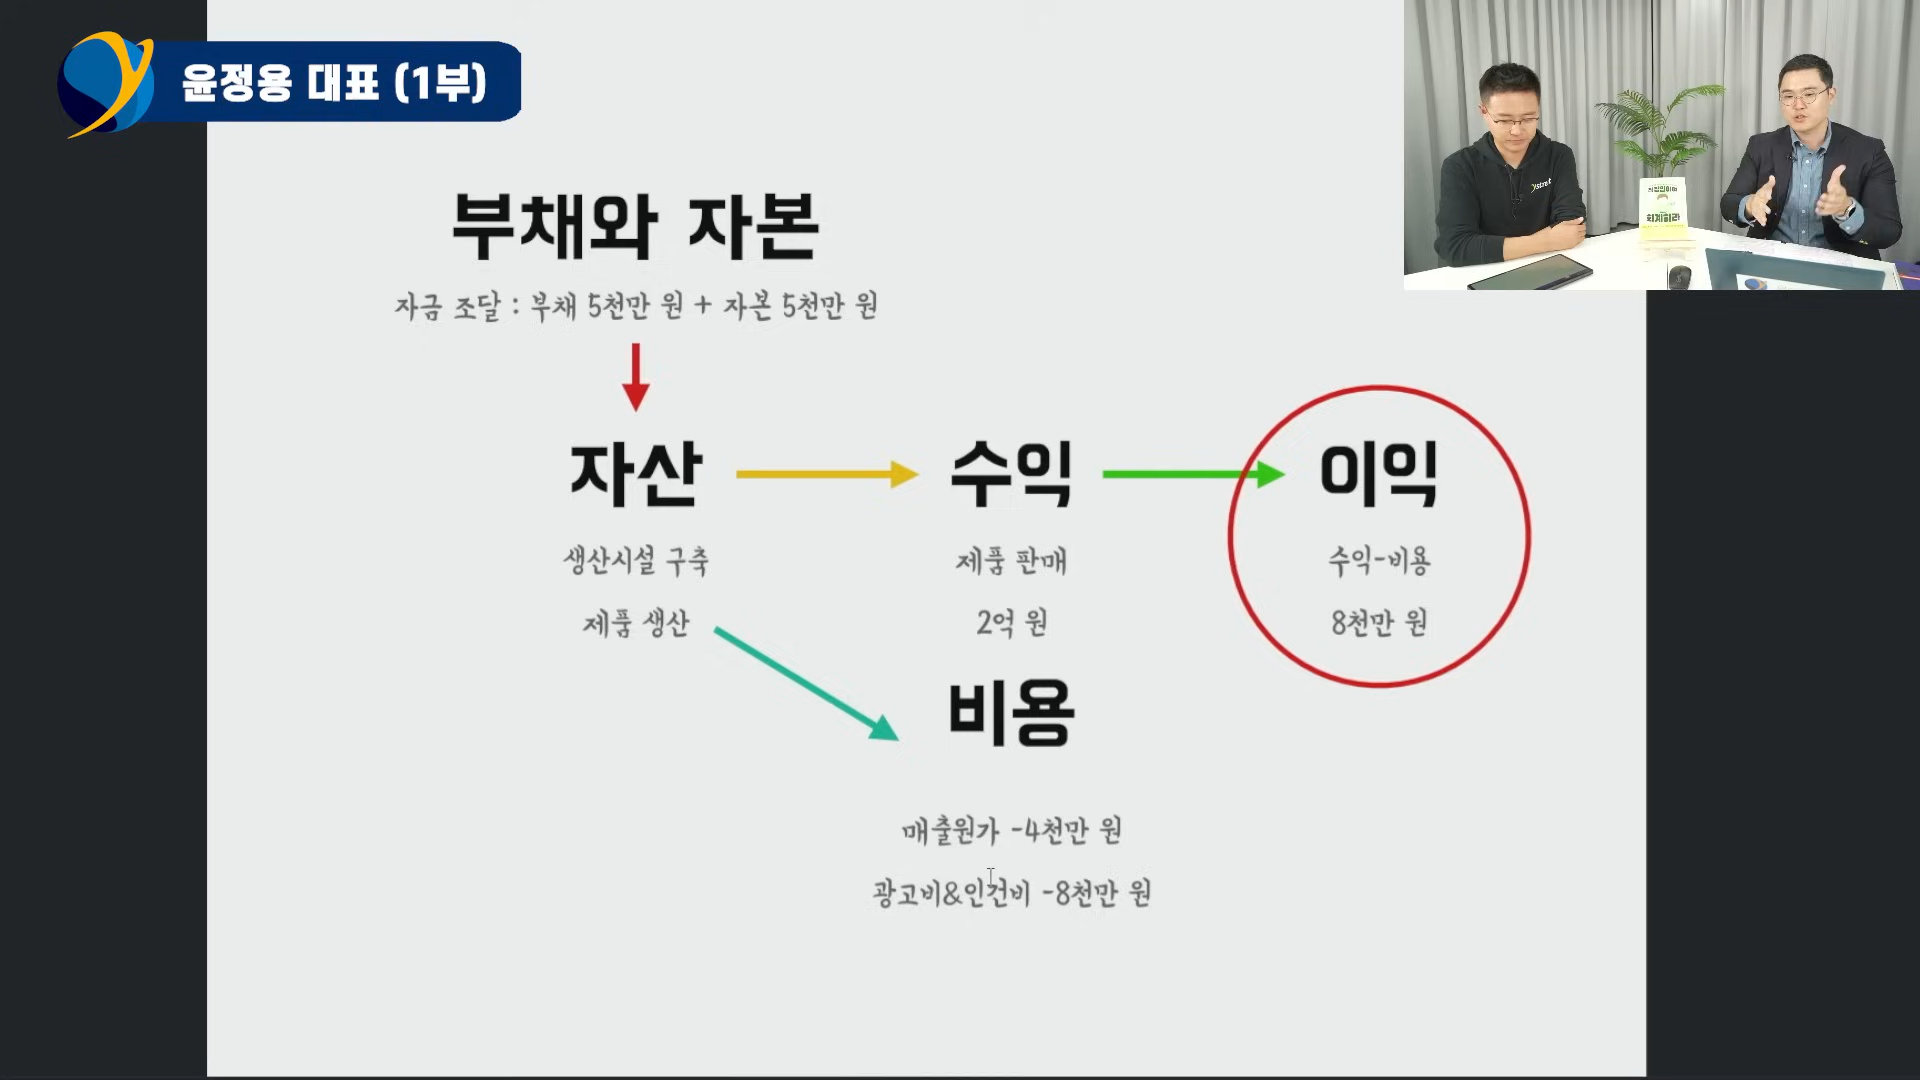 윤정용 대표 (1부)
부채와 자본
자금 조달 : 부채 5천만 원 + 자본 5천만 원
자산
수익
이익
생산시설 구축
제품 판매
수익-비용
제품 생산
2억 원
8천만 원
비용
매출원가 -4천만 원
광고비&인건비 -8천만 원
회계하라